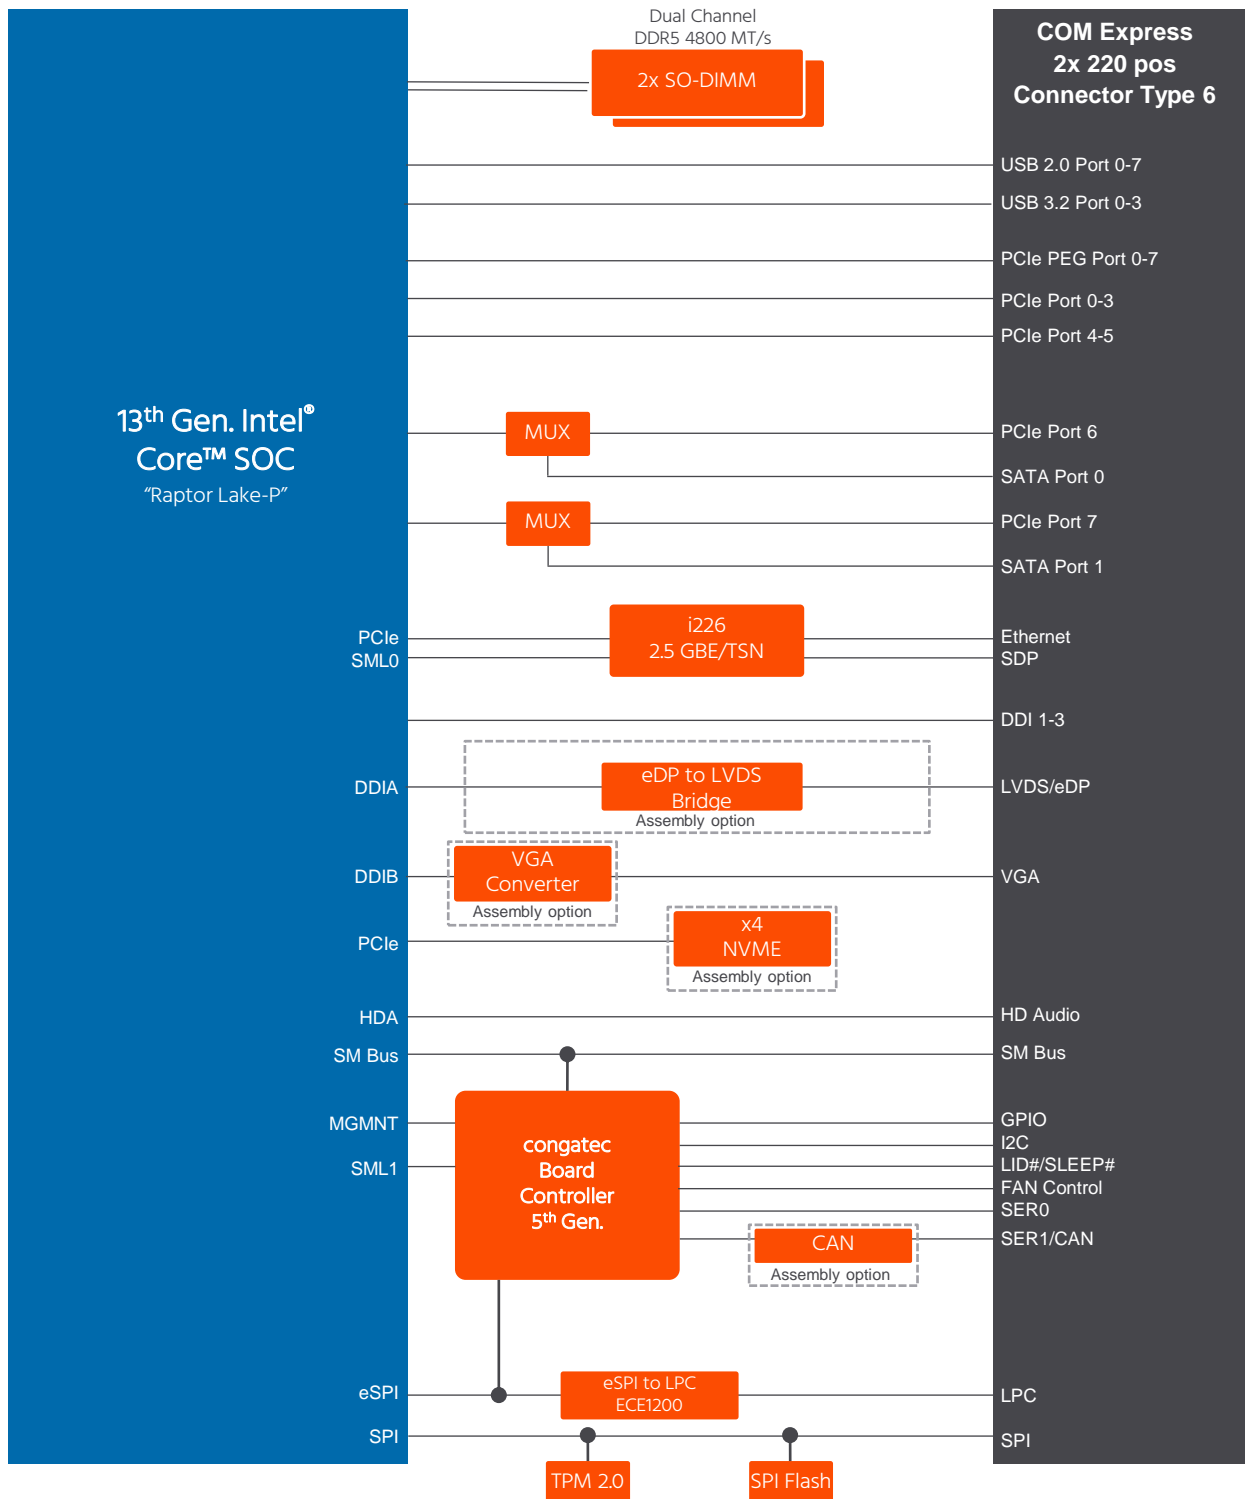 Dual Channel
DDR5 4800 MT/s
2x SO-DIMM
COM Express
2x 220 pos
Connector Type 6
USB 2.0 Port 0-7
USB 3.2 Port 0-3
PCIe PEG Port 0-7
PCIe Port 0-3
PCIe Port 4-5
13th Gen. Intel®
Core™ SOC
“Raptor Lake-P”
MUX
PCIe Port 6
SATA Port 0
MUX
PCIe Port 7
SATA Port 1
PCIe
SML0
i226
2.5 GBE/TSN
Ethernet
SDP
DDI 1-3
DDIA
eDP to LVDS
Bridge
Assembly option
LVDS/eDP
DDIB
VGA
Converter
Assembly option
VGA
PCIe
x4
NVME
Assembly option
HDA
HD Audio
SM Bus
SM Bus
MGMNT
SML1
congatec
Board
Controller
5th Gen.
GPIO
I2C
LID#/SLEEP#
FAN Control
SER0
CAN
Assembly option
SER1/CAN
eSPI
eSPI to LPC
ECE1200
LPC
SPI
SPI
TPM 2.0
SPI Flash